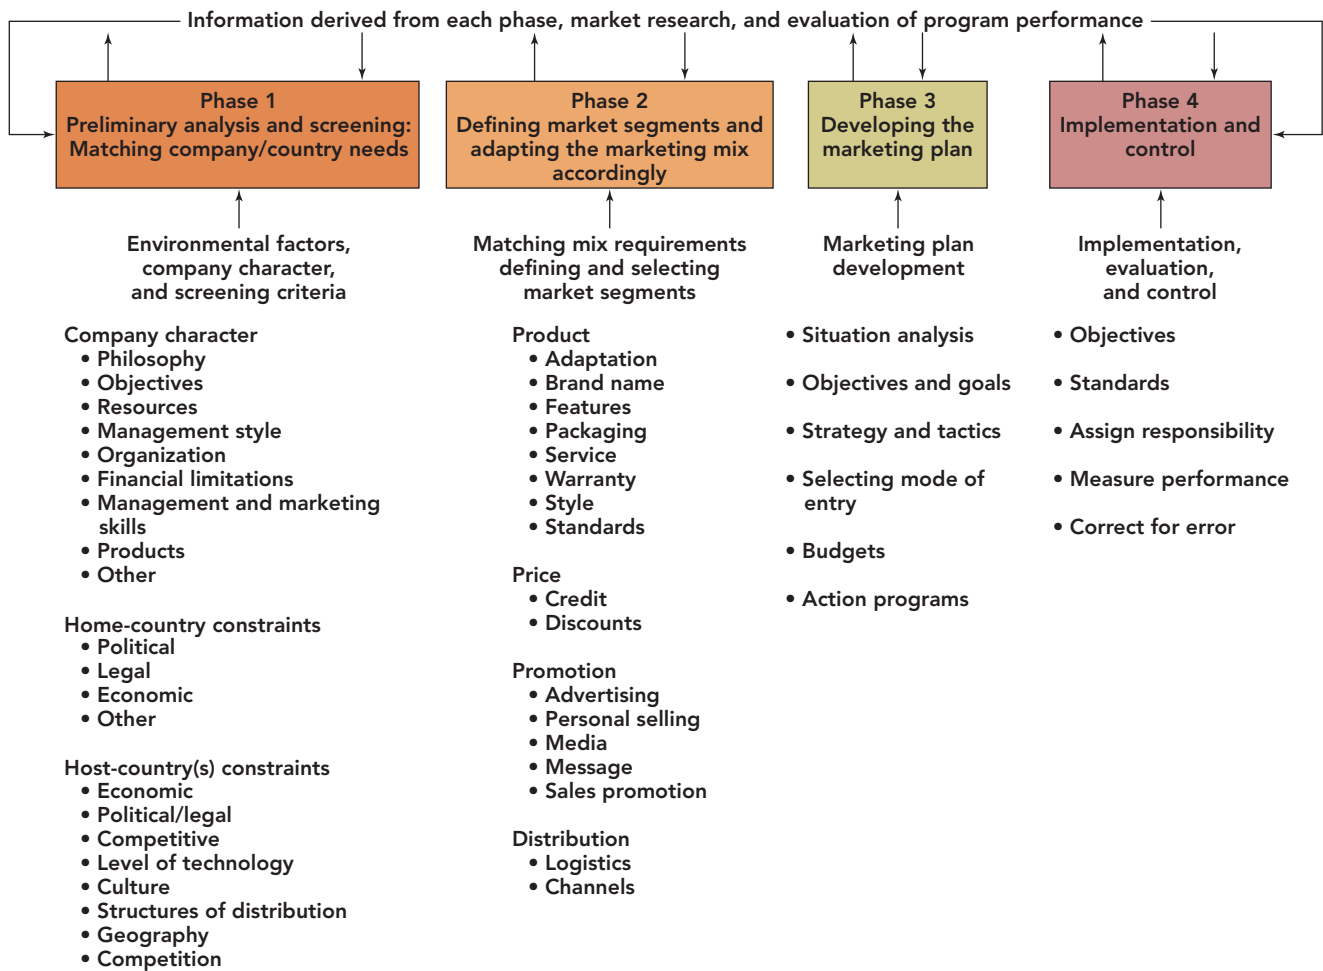 Information derived from each phase, market research, and evaluation of program performance
Phase 1
Preliminary analysis and screening:
Matching company/country needs
Phase 2
Defining market segments and
adapting the marketing mix
accordingly
Phase 3
Developing the
marketing plan
Phase 4
Implementation and
control
Environmental factors,
company character,
and screening criteria
Matching mix requirements
defining and selecting
market segments
Marketing plan
development
Implementation,
evaluation,
and control
Company character
• Philosophy
• Objectives
• Resources
• Management style
• Organization
• Financial limitations
• Management and marketing
skills
• Products
• Other
Home-country constraints
• Political
• Legal
• Economic
• Other
Host-country(s) constraints
• Economic
• Political/legal
• Competitive
• Level of technology
• Culture
• Structures of distribution
• Geography
• Competition
Product
• Adaptation
• Brand name
• Features
• Packaging
• Service
• Warranty
• Style
• Standards
Price
• Credit
• Discounts
Promotion
• Advertising
• Personal selling
• Media
• Message
• Sales promotion
Distribution
• Logistics
• Channels
• Situation analysis
• Objectives and goals
• Strategy and tactics
• Selecting mode of
entry
• Budgets
• Action programs
• Objectives
• Standards
• Assign responsibility
• Measure performance
• Correct for error